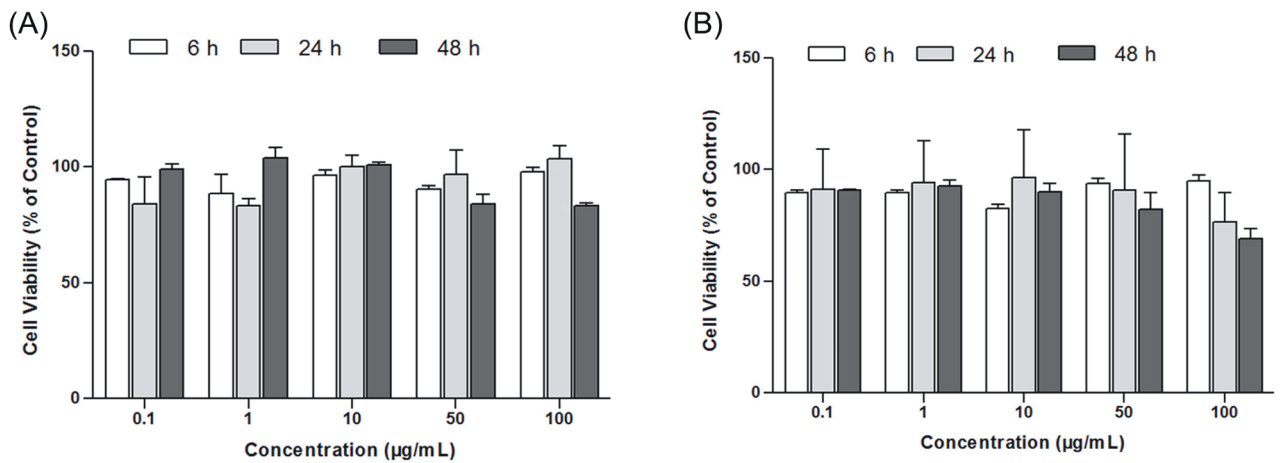 (A)
6 h 24 h 48 h
150
100
50
0
Cell Viability (% of Control)
0.1 1 10 50 100
Concentration (µg/mL)
(B)
6 h 24 h 48 h
150
100
50
0
Cell Viability (% of Control)
0.1 1 10 50 100
Concentration (µg/mL)